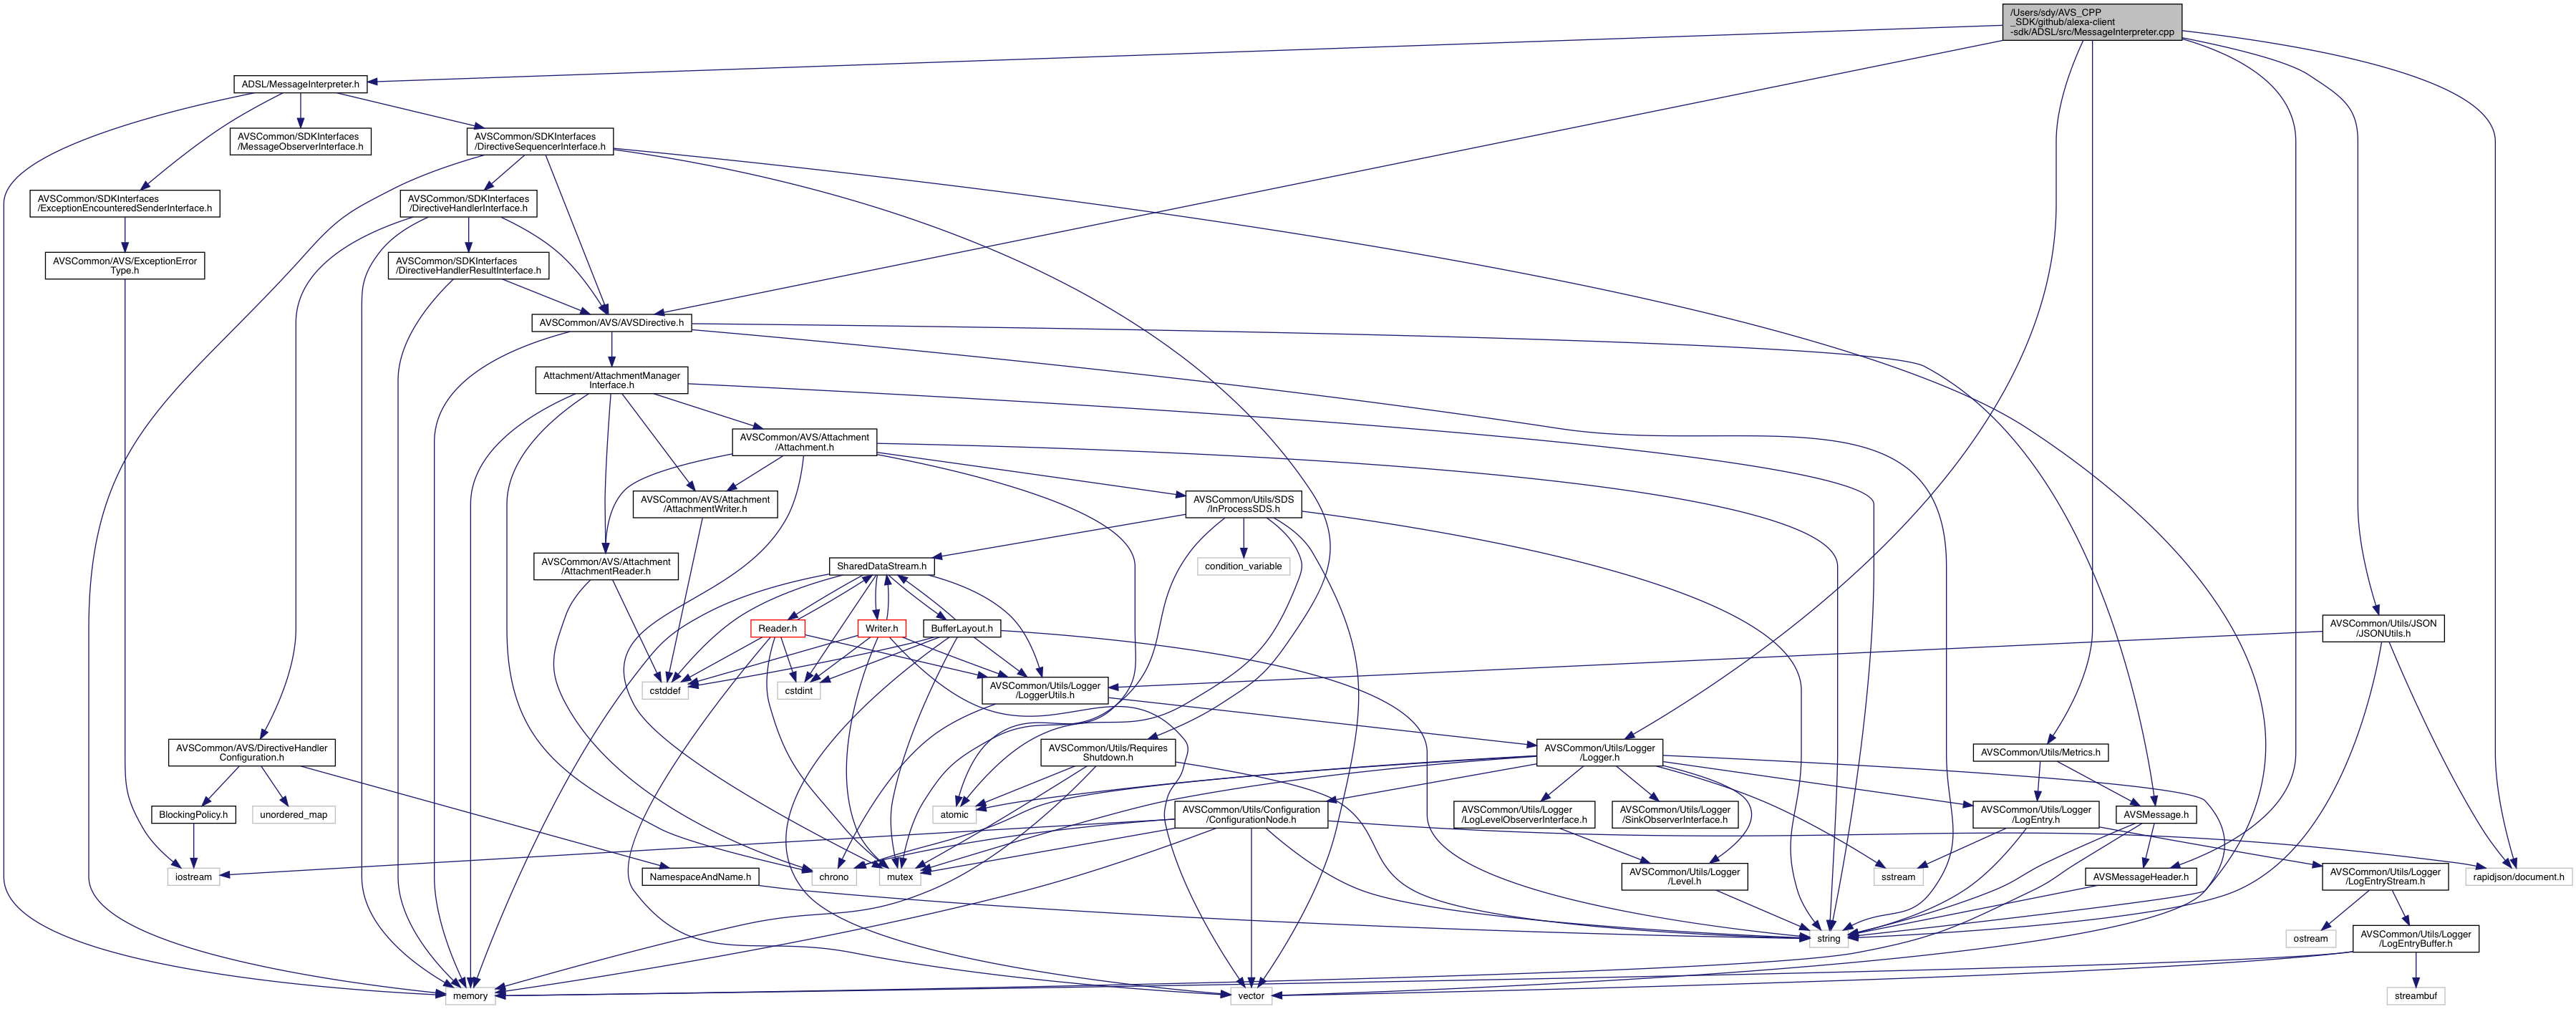 /Users/sdy/AVS_CPP
_SDK/github/alexa-client
-sdk/ADSL/src/MessageInterpreter.cpp
ADSL/MessageInterpreter.h
AVSCommon/SDKInterfaces
/MessageObserverInterface.h
AVSCommon/SDKInterfaces
/DirectiveSequencerInterface.h
AVSCommon/SDKInterfaces
/ExceptionEncounteredSenderInterface.h
AVSCommon/SDKInterfaces
/DirectiveHandlerInterface.h
AVSCommon/AVS/ExceptionError
Type.h
AVSCommon/SDKInterfaces
/DirectiveHandlerResultInterface.h
AVSCommon/AVS/AVSDirective.h
Attachment/AttachmentManager
Interface.h
AVSCommon/AVS/Attachment
/Attachment.h
AVSCommon/AVS/Attachment
/AttachmentWriter.h
AVSCommon/Utils/SDS
/InProcessSDS.h
AVSCommon/AVS/Attachment
/AttachmentReader.h
SharedDataStream.h
condition_variable
Reader.h
Writer.h
BufferLayout.h
AVSCommon/Utils/JSON
/JSONUtils.h
cstddef
cstdint
AVSCommon/Utils/Logger
/LoggerUtils.h
AVSCommon/AVS/DirectiveHandler
Configuration.h
AVSCommon/Utils/Requires
Shutdown.h
AVSCommon/Utils/Logger
/Logger.h
AVSCommon/Utils/Metrics.h
BlockingPolicy.h
unordered_map
atomic
AVSCommon/Utils/Configuration
/ConfigurationNode.h
AVSCommon/Utils/Logger
/LogLevelObserverInterface.h
AVSCommon/Utils/Logger
/SinkObserverInterface.h
AVSCommon/Utils/Logger
/LogEntry.h
AVSMessage.h
iostream
NamespaceAndName.h
chrono
mutex
AVSCommon/Utils/Logger
/Level.h
sstream
AVSMessageHeader.h
AVSCommon/Utils/Logger
/LogEntryStream.h
rapidjson/document.h
string
ostream
AVSCommon/Utils/Logger
/LogEntryBuffer.h
memory
vector
streambuf